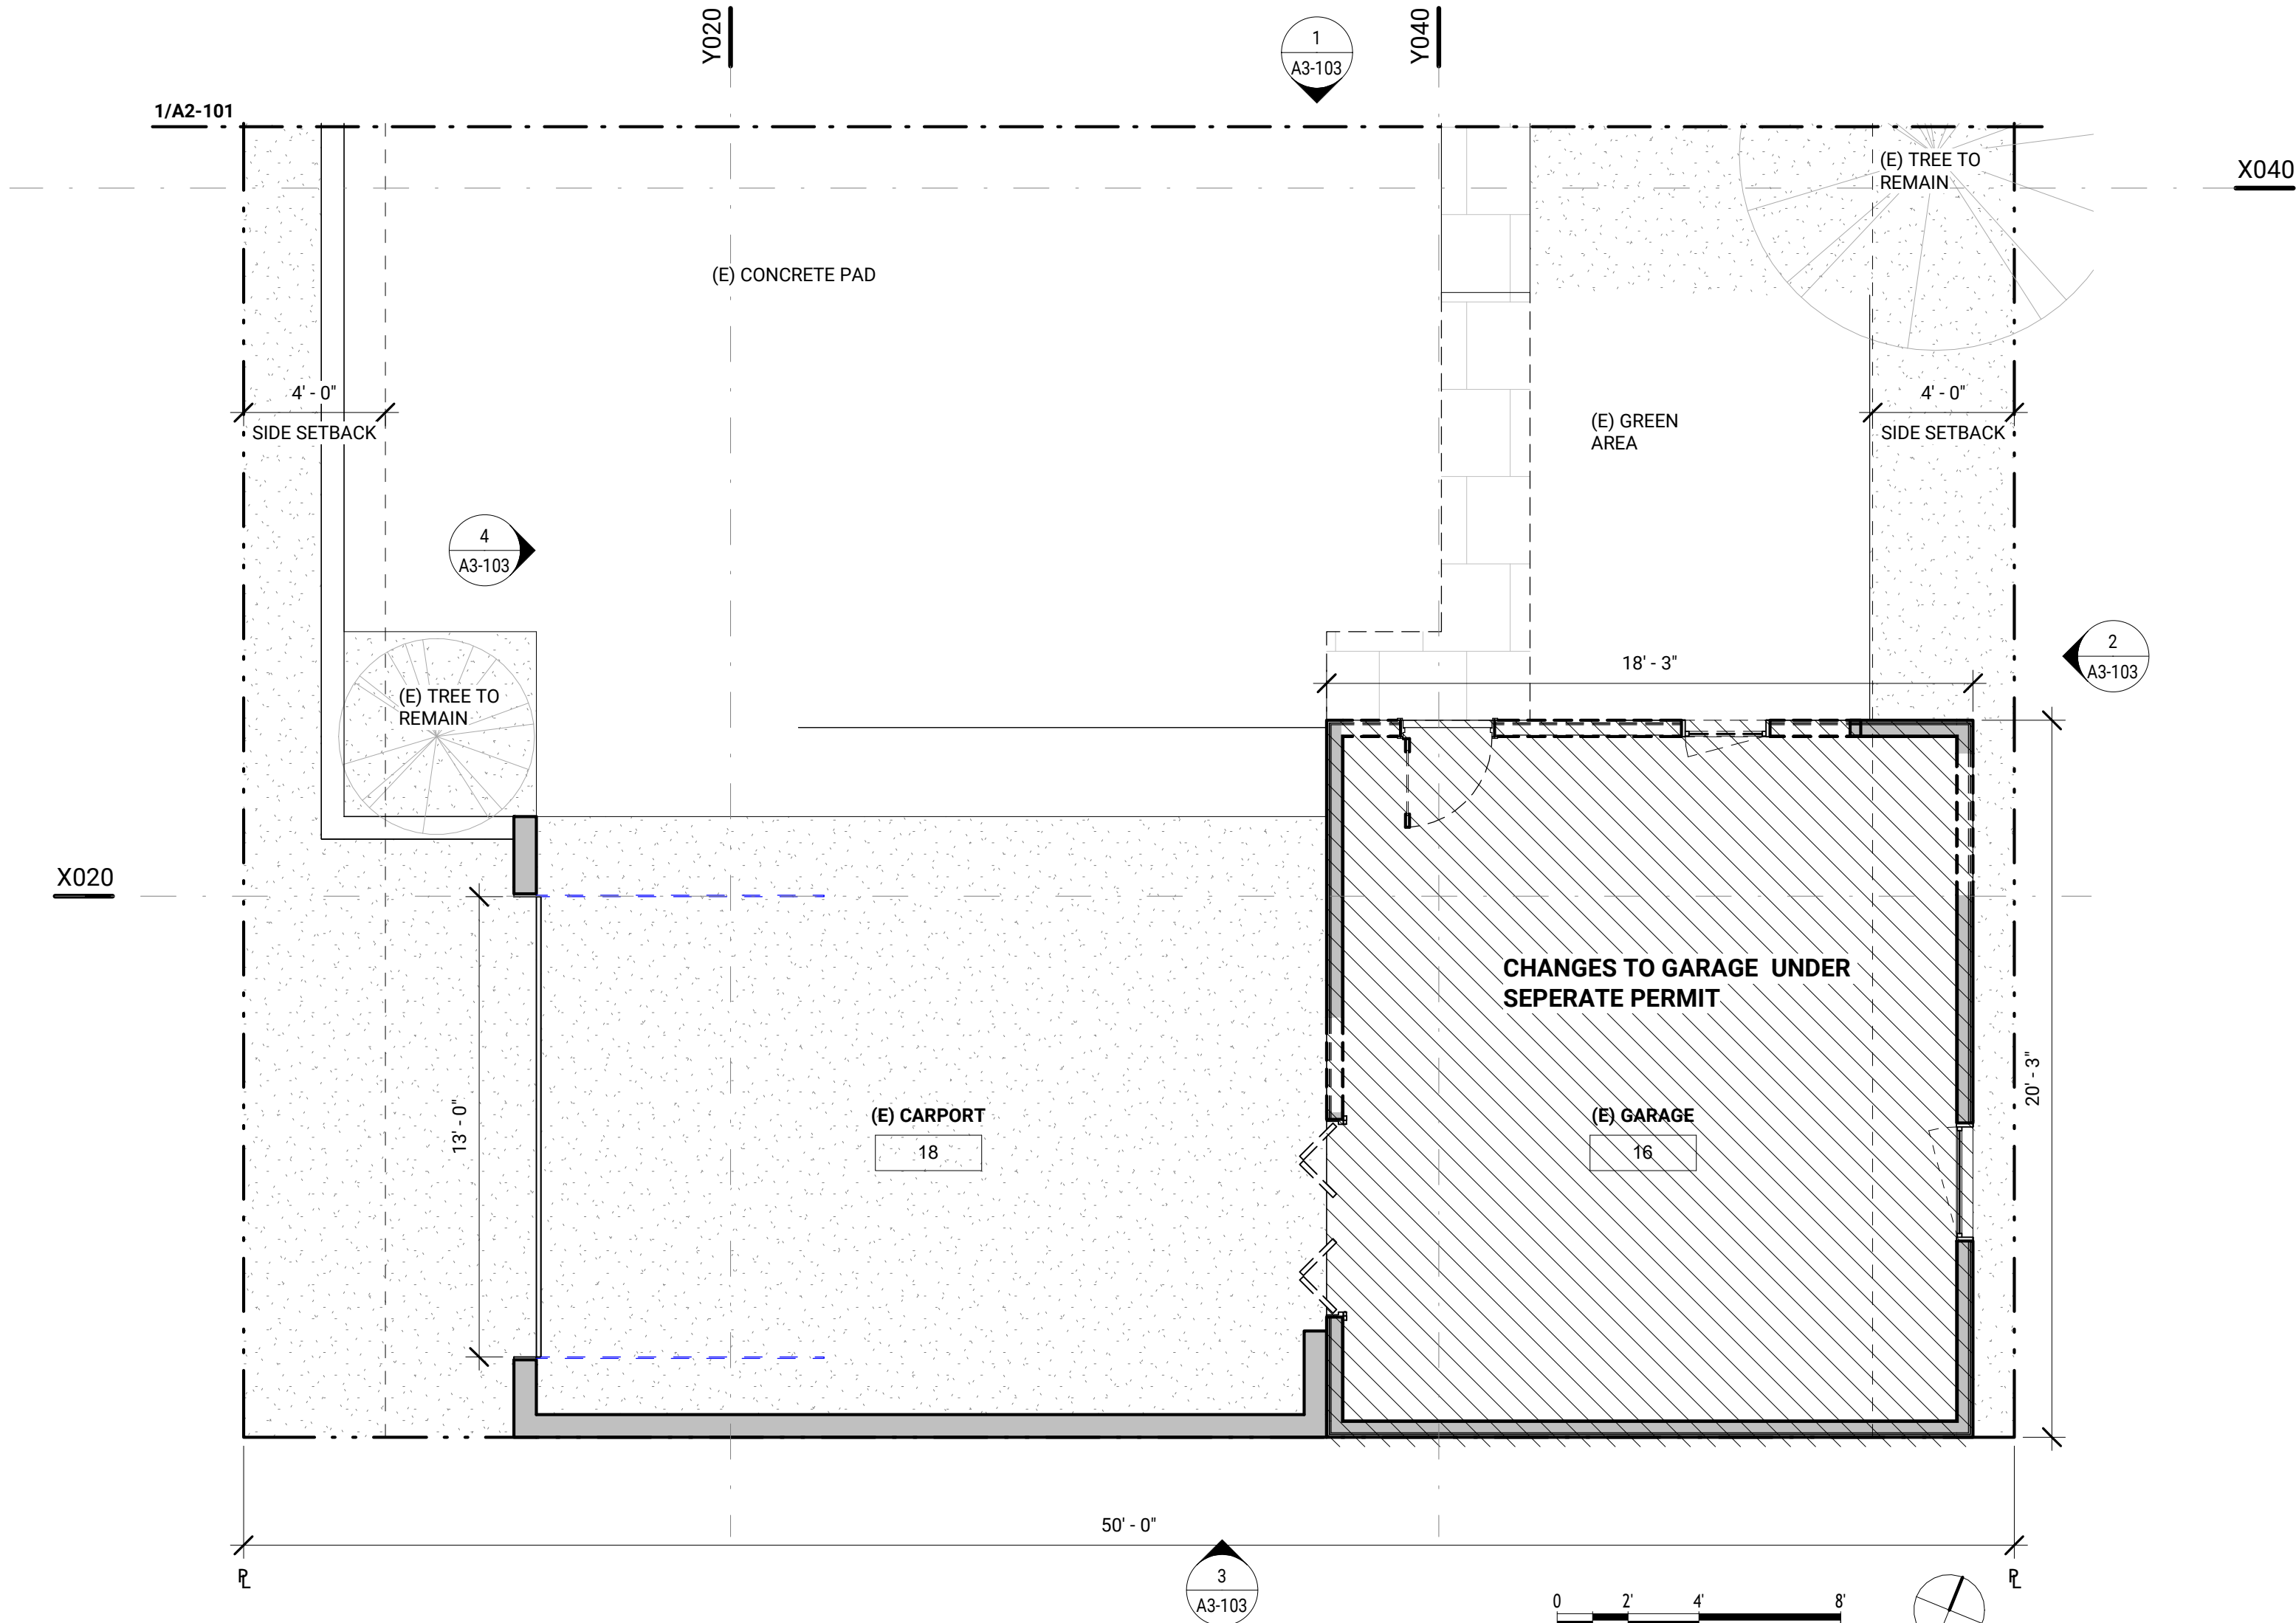 Y020
1
A3-103
Y040
1/A2-101
(E) TREE TO
REMAIN
X040
(E) CONCRETE PAD
4' - 0"
SIDE SETBACK
(E) GREEN
AREA
4' - 0"
SIDE SETBACK
4
A3-103
18' - 3"
2
A3-103
(E) TREE TO
REMAIN
X020
CHANGES TO GARAGE UNDER
SEPERATE PERMIT
20' - 3"
13' - 0"
(E) CARPORT
18
(E) GARAGE
16
50' - 0"
PL
PL
3
A3-103
0 2' 4' 8'